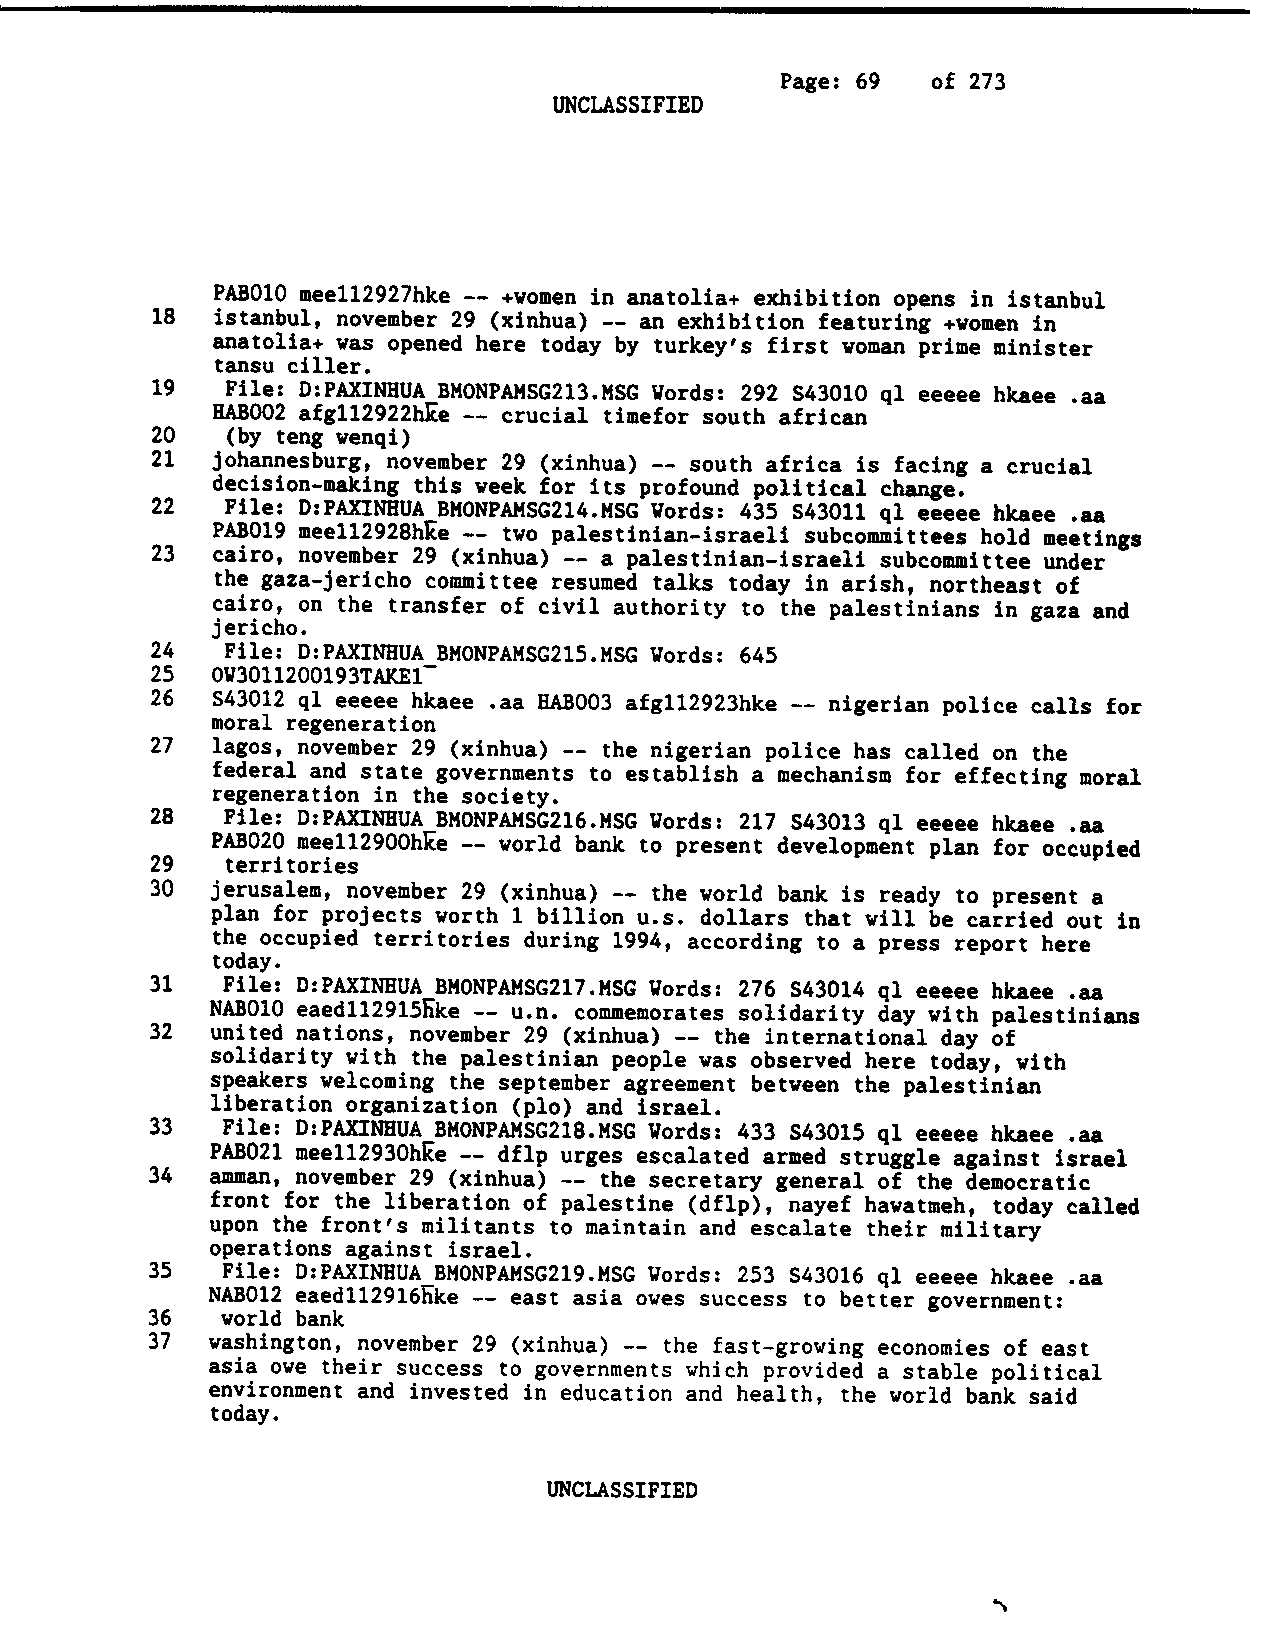 Page: 69 of 273
UNCLASSIFIED
PAB010 mee112927hke -- +women in anatolia+ exhibition opens in istanbul
18 istanbul, november 29 (xinhua) -- an exhibition featuring +women in
anatolia+ was opened here today by turkey's first woman prime minister
tansu ciller.
19 File: D:PAXINHUA_BMONPAMSG213.MSG Words: 292 S43010 ql eeeee hkaee .aa
HAB002 afg112922hke -- crucial timefor south african
20 (by teng wenqi)
21 johannesburg, november 29 (xinhua) -- south africa is facing a crucial
decision-making this week for its profound political change.
22 File: D:PAXINHUA_BMONPAMSG214.MSG Words: 435 S43011 ql eeeee hkaee .aa
PAB019 mee112928hke -- two palestinian-israeli subcommittees hold meetings
23 cairo, november 29 (xinhua) -- a palestinian-israeli subcommittee under
the gaza-jericho committee resumed talks today in arish, northeast of
cairo, on the transfer of civil authority to the palestinians in gaza and
jericho.
24 File: D:PAXINHUA_BMONPAMSG215.MSG Words: 645
25 OW3011200193TAKE1
26 S43012 ql eeeee hkaee .aa HAB003 afg112923hke -- nigerian police calls for
moral regeneration
27 lagos, november 29 (xinhua) -- the nigerian police has called on the
federal and state governments to establish a mechanism for effecting moral
regeneration in the society.
28 File: D:PAXINHUA_BMONPAMSG216.MSG Words: 217 S43013 ql eeeee hkaee .aa
PAB020 mee112900hke -- world bank to present development plan for occupied
29 territories
30 jerusalem, november 29 (xinhua) -- the world bank is ready to present a
plan for projects worth 1 billion u.s. dollars that will be carried out in
the occupied territories during 1994, according to a press report here
today.
31 File: D:PAXINHUA_BMONPAMSG217.MSG Words: 276 S43014 ql eeeee hkaee .aa
NAB010 eaed112915hke -- u.n. commemorates solidarity day with palestinians
32 united nations, november 29 (xinhua) -- the international day of
solidarity with the palestinian people was observed here today, with
speakers welcoming the september agreement between the palestinian
liberation organization (plo) and israel.
33 File: D:PAXINHUA_BMONPAMSG218.MSG Words: 433 S43015 ql eeeee hkaee .aa
PAB021 mee112930hke -- dflp urges escalated armed struggle against israel
34 amman, november 29 (xinhua) -- the secretary general of the democratic
front for the liberation of palestine (dflp), nayef hawatmeh, today called
upon the front's militants to maintain and escalate their military
operations against israel.
35 File: D:PAXINHUA_BMONPAMSG219.MSG Words: 253 S43016 ql eeeee hkaee .aa
NAB012 eaed112916hke -- east asia owes success to better government:
36 world bank
37 washington, november 29 (xinhua) -- the fast-growing economies of east
asia owe their success to governments which provided a stable political
environment and invested in education and health, the world bank said
today.
UNCLASSIFIED